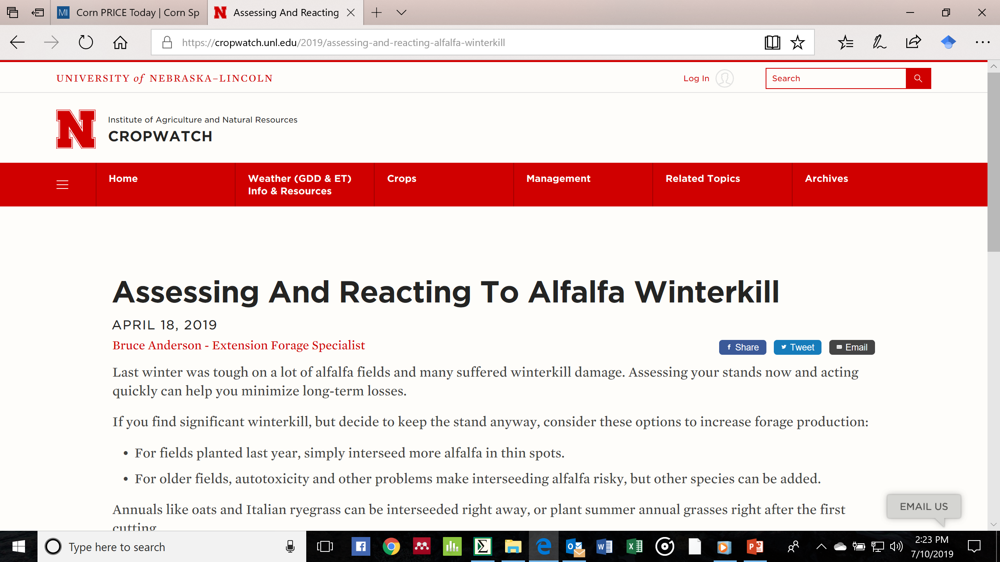 Corn PRICE Today | Corn Sp
Assessing And Reacting
https://cropwatch.unl.edu/2019/assessing-and-reacting-alfalfa-winterkill
UNIVERSITY of NEBRASKA–LINCOLN
Log In
Search
Institute of Agriculture and Natural Resources
CROPWATCH
Home
Weather (GDD & ET)
Info & Resources
Crops
Management
Related Topics
Archives
Assessing And Reacting To Alfalfa Winterkill
APRIL 18, 2019
Bruce Anderson - Extension Forage Specialist
Share
Tweet
Email
Last winter was tough on a lot of alfalfa fields and many suffered winterkill damage. Assessing your stands now and acting
quickly can help you minimize long-term losses.
If you find significant winterkill, but decide to keep the stand anyway, consider these options to increase forage production:
• For fields planted last year, simply interseed more alfalfa in thin spots.
• For older fields, autotoxicity and other problems make interseeding alfalfa risky, but other species can be added.
Annuals like oats and Italian ryegrass can be interseeded right away, or plant summer annual grasses right after the first
cutting
EMAIL US
Type here to search
2:23 PM
7/10/2019